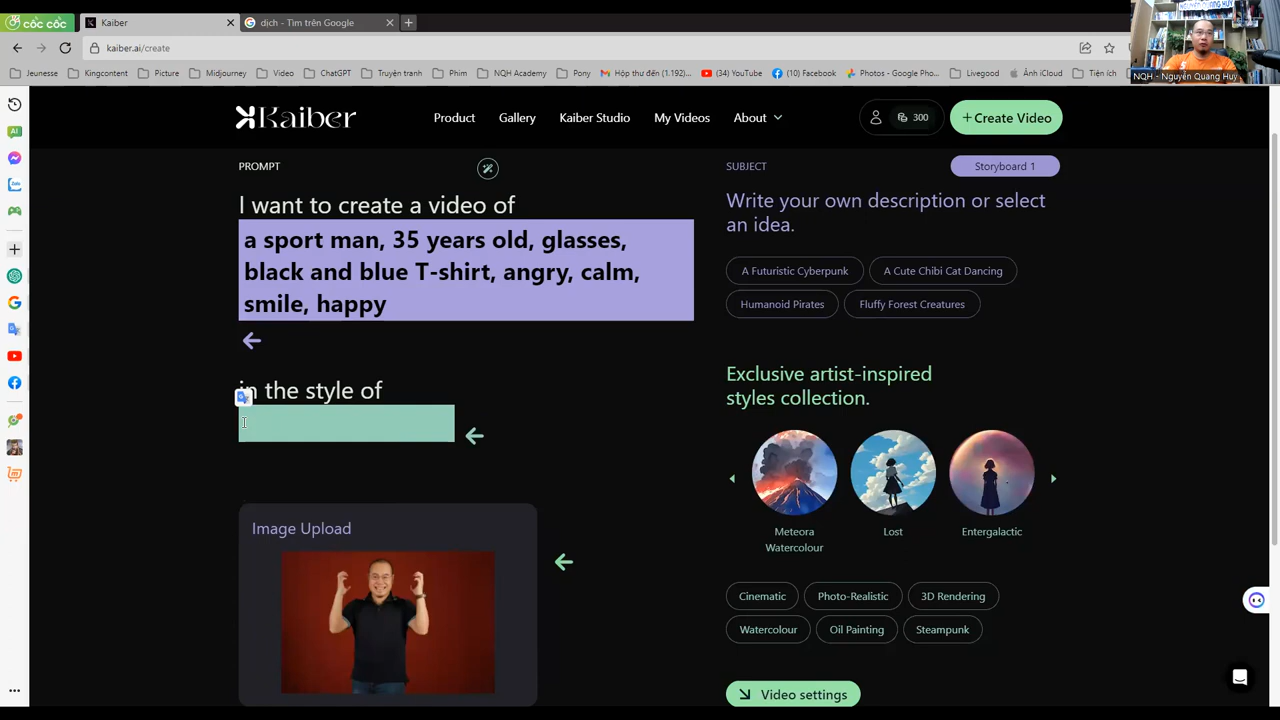 cốc cốc
Kaiber
dịch - Tìm trên Google
kaiber.ai/create
Jeunesse
Kingcontent
Picture
Midjourney
Video
ChatGPT
Truyện tranh
Phim
NQH Academy
Pony
Hộp thư đến (1.192)...
(34) YouTube
(10) Facebook
Photos - Google Pho...
Livegood
Ảnh iCloud
Tiện ích
NGUYỄN QUANG HUY
NQH - Nguyễn Quang Huy
Kaiber
Product
Gallery
Kaiber Studio
My Videos
About
300
+Create Video
PROMPT
I want to create a video of
a sport man, 35 years old, glasses,
black and blue T-shirt, angry, calm,
smile, happy
in the style of
Image Upload
SUBJECT
Storyboard 1
Write your own description or select
an idea.
A Futuristic Cyberpunk
A Cute Chibi Cat Dancing
Humanoid Pirates
Fluffy Forest Creatures
Exclusive artist-inspired
styles collection.
Meteora
Watercolour
Lost
Entergalactic
Cinematic
Photo-Realistic
3D Rendering
Watercolour
Oil Painting
Steampunk
Video settings